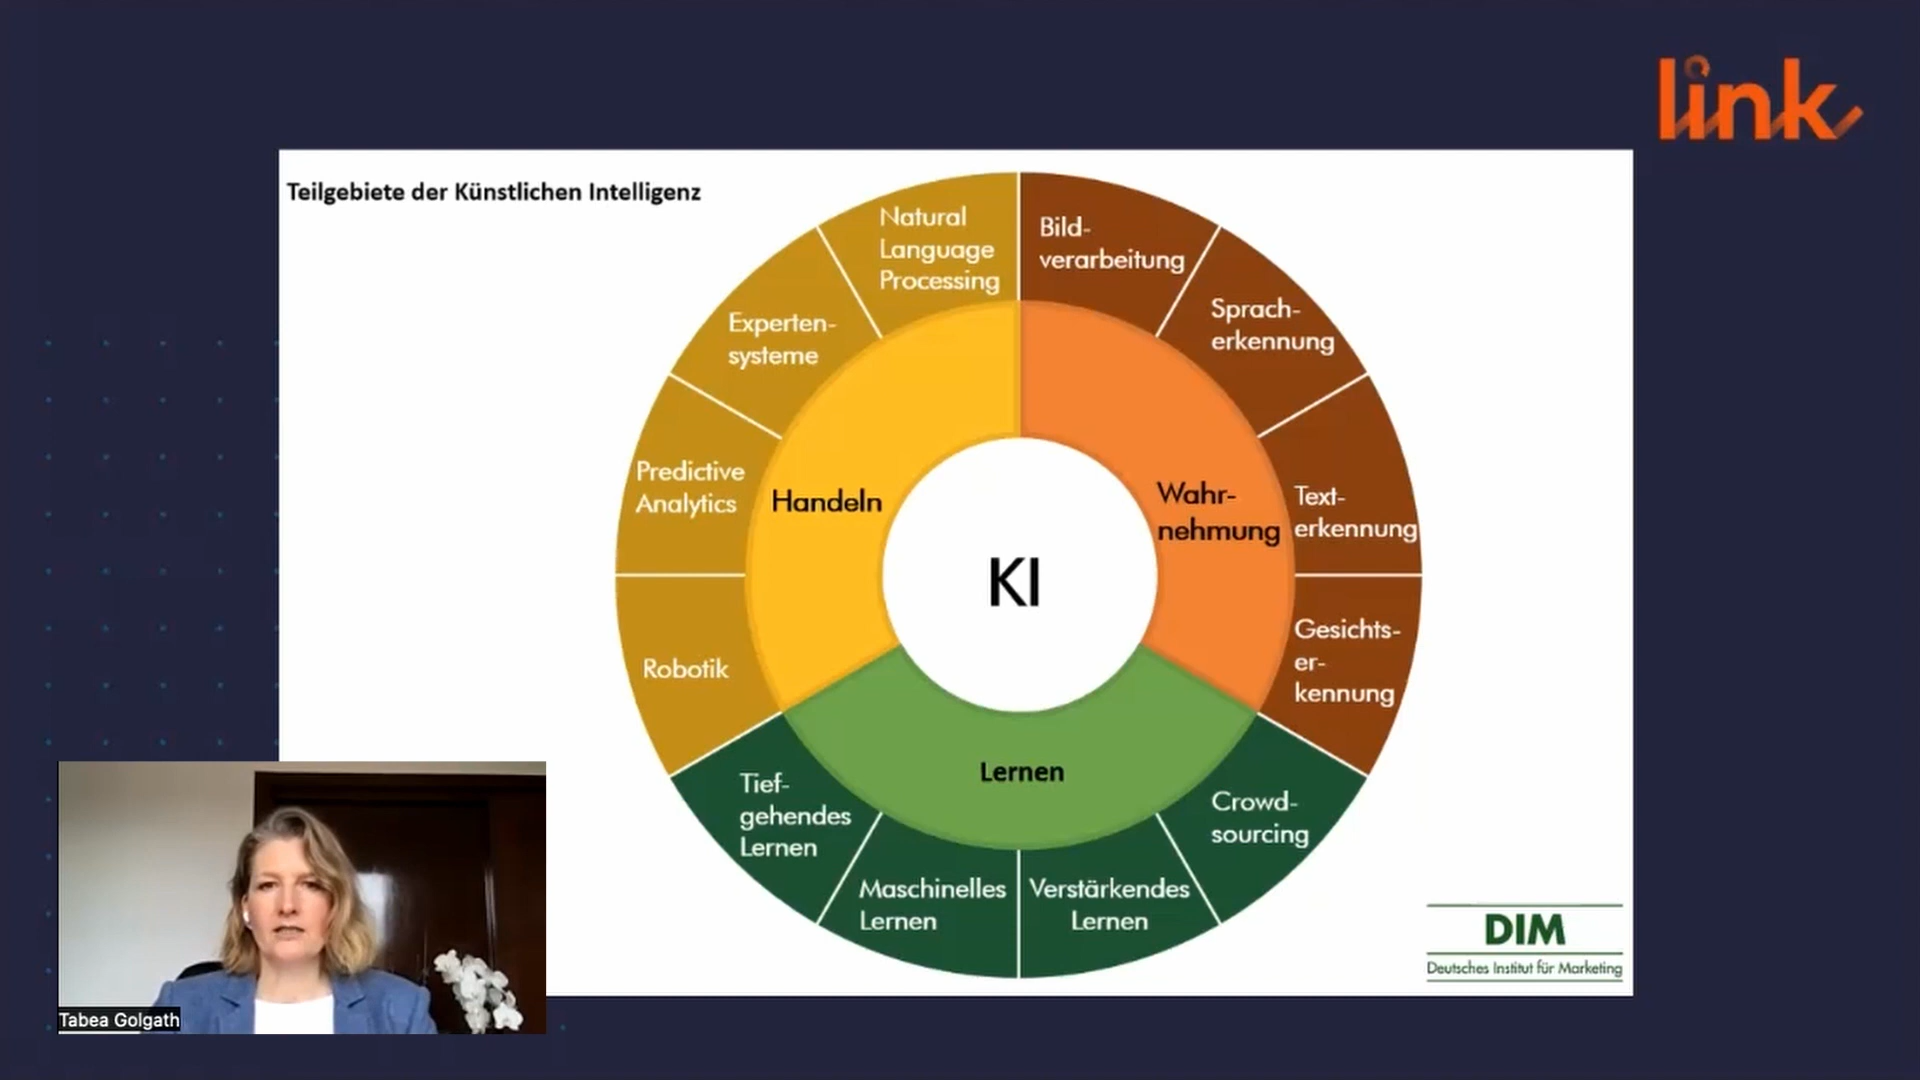 link
Teilgebiete der Künstlichen Intelligenz
Natural
Language
Processing
Bild-
verarbeitung
Sprach-
erkennung
Text-
erkennung
Gesichts-
er-
kennung
Crowd-
sourcing
Verstärkendes
Lernen
Maschinelles
Lernen
Tief-
gehendes
Lernen
Robotik
Predictive
Analytics
Experten-
systeme
Handeln
Wahr-
nehmung
Lernen
KI
DIM
Deutsches Institut für Marketing
Tabea Golgath